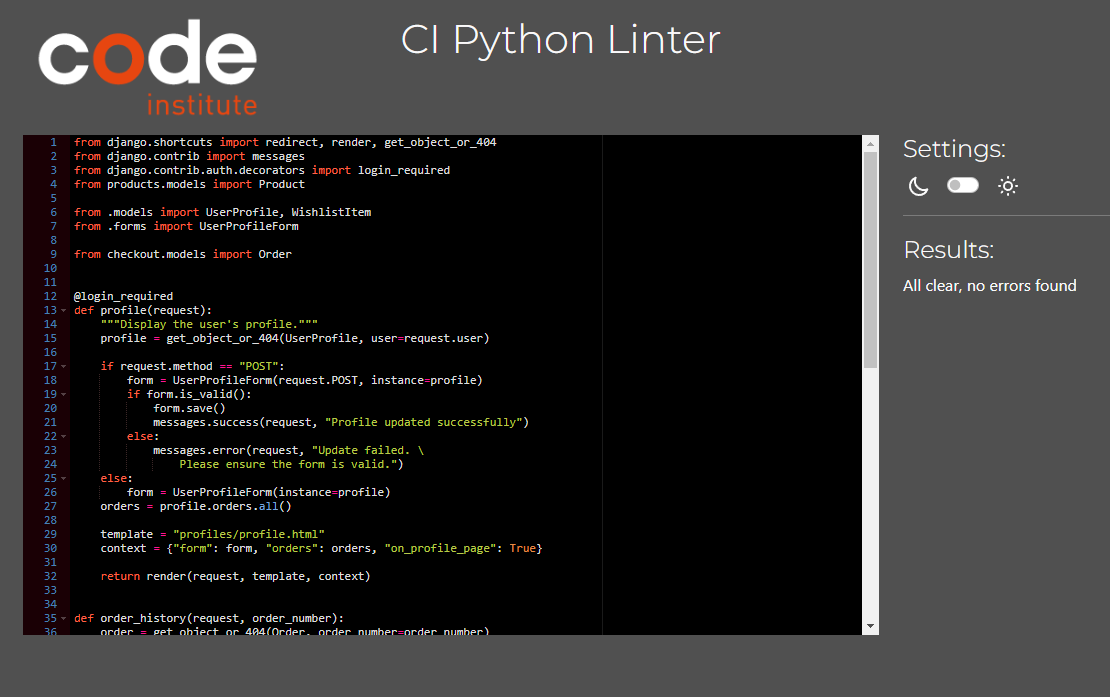 code
institute
CI Python Linter
1 from django.shortcuts import redirect, render, get_object_or_404
2 from django.contrib import messages
3 from django.contrib.auth.decorators import login_required
4 from products.models import Product
5
6 from .models import UserProfile, WishlistItem
7 from .forms import UserProfileForm
8
9 from checkout.models import Order
10
11
12 @login_required
13 def profile(request):
14     """Display the user's profile."""
15     profile = get_object_or_404(UserProfile, user=request.user)
16
17     if request.method == "POST":
18         form = UserProfileForm(request.POST, instance=profile)
19         if form.is_valid():
20             form.save()
21             messages.success(request, "Profile updated successfully")
22         else:
23             messages.error(request, "Update failed. \
24                 Please ensure the form is valid.")
25     else:
26         form = UserProfileForm(instance=profile)
27     orders = profile.orders.all()
28
29     template = "profiles/profile.html"
30     context = {"form": form, "orders": orders, "on_profile_page": True}
31
32     return render(request, template, context)
33
34
35 def order_history(request, order_number):
36     order = get_object_or_404(Order, order_number=order_number)
Settings:
Results:
All clear, no errors found